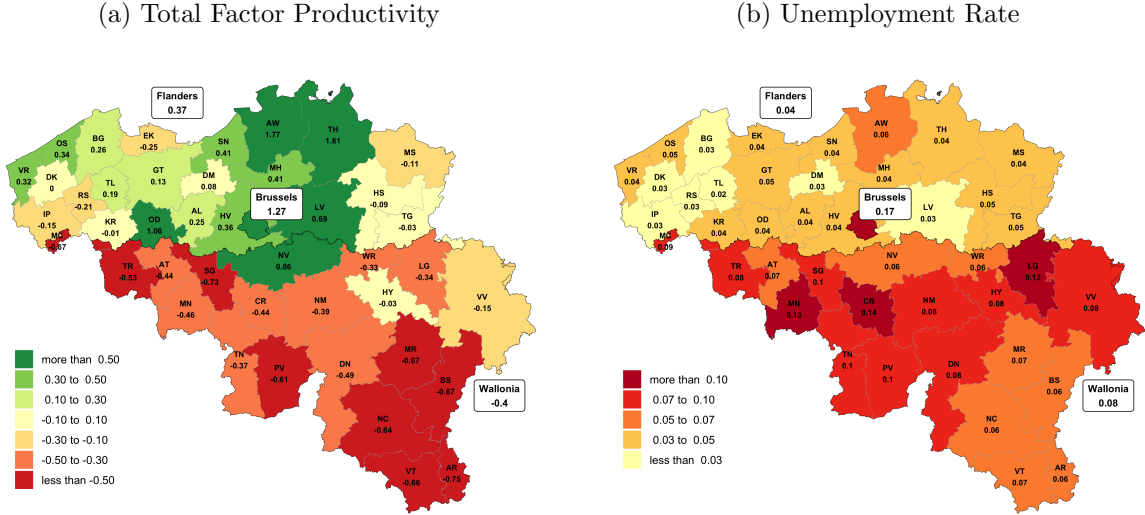 (a) Total Factor Productivity
Flanders
0.37
AW
1.77
TH
1.81
EK
-0.25
SN
0.41
BG
0.26
OS
0.34
MS
-0.11
VR
0.32
DK
0
GT
0.13
DM
0.08
MH
0.41
TL
0.19
RS
-0.21
HS
-0.09
Brussels
1.27
LV
0.69
IP
-0.15
AL
0.25
HV
0.36
TG
-0.03
KR
-0.01
OD
1.06
MC
-0.67
NV
0.86
WR
-0.33
TR
-0.53
AT
-0.44
SG
-0.73
LG
-0.34
MN
-0.46
CR
-0.44
NM
-0.39
HY
-0.03
VV
-0.15
TN
-0.37
PV
-0.61
DN
-0.49
MR
-0.67
BS
-0.67
Wallonia
-0.4
NC
-0.64
VT
-0.66
AR
-0.75
more than 0.50
0.30 to 0.50
0.10 to 0.30
-0.10 to 0.10
-0.30 to -0.10
-0.50 to -0.30
less than -0.50
(b) Unemployment Rate
Flanders
0.04
AW
0.06
TH
0.04
EK
0.04
SN
0.04
BG
0.03
OS
0.05
MS
0.04
VR
0.04
DK
0.03
GT
0.05
DM
0.03
MH
0.04
TL
0.02
RS
0.03
HS
0.05
Brussels
0.17
LV
0.03
IP
0.03
AL
0.04
HV
0.04
TG
0.05
KR
0.04
OD
0.04
MC
0.09
NV
0.06
WR
0.06
TR
0.08
AT
0.07
SG
0.1
LG
0.12
MN
0.13
CR
0.14
NM
0.08
HY
0.08
VV
0.08
TN
0.1
PV
0.1
DN
0.08
MR
0.07
BS
0.06
Wallonia
0.08
NC
0.06
VT
0.07
AR
0.06
more than 0.10
0.07 to 0.10
0.05 to 0.07
0.03 to 0.05
less than 0.03